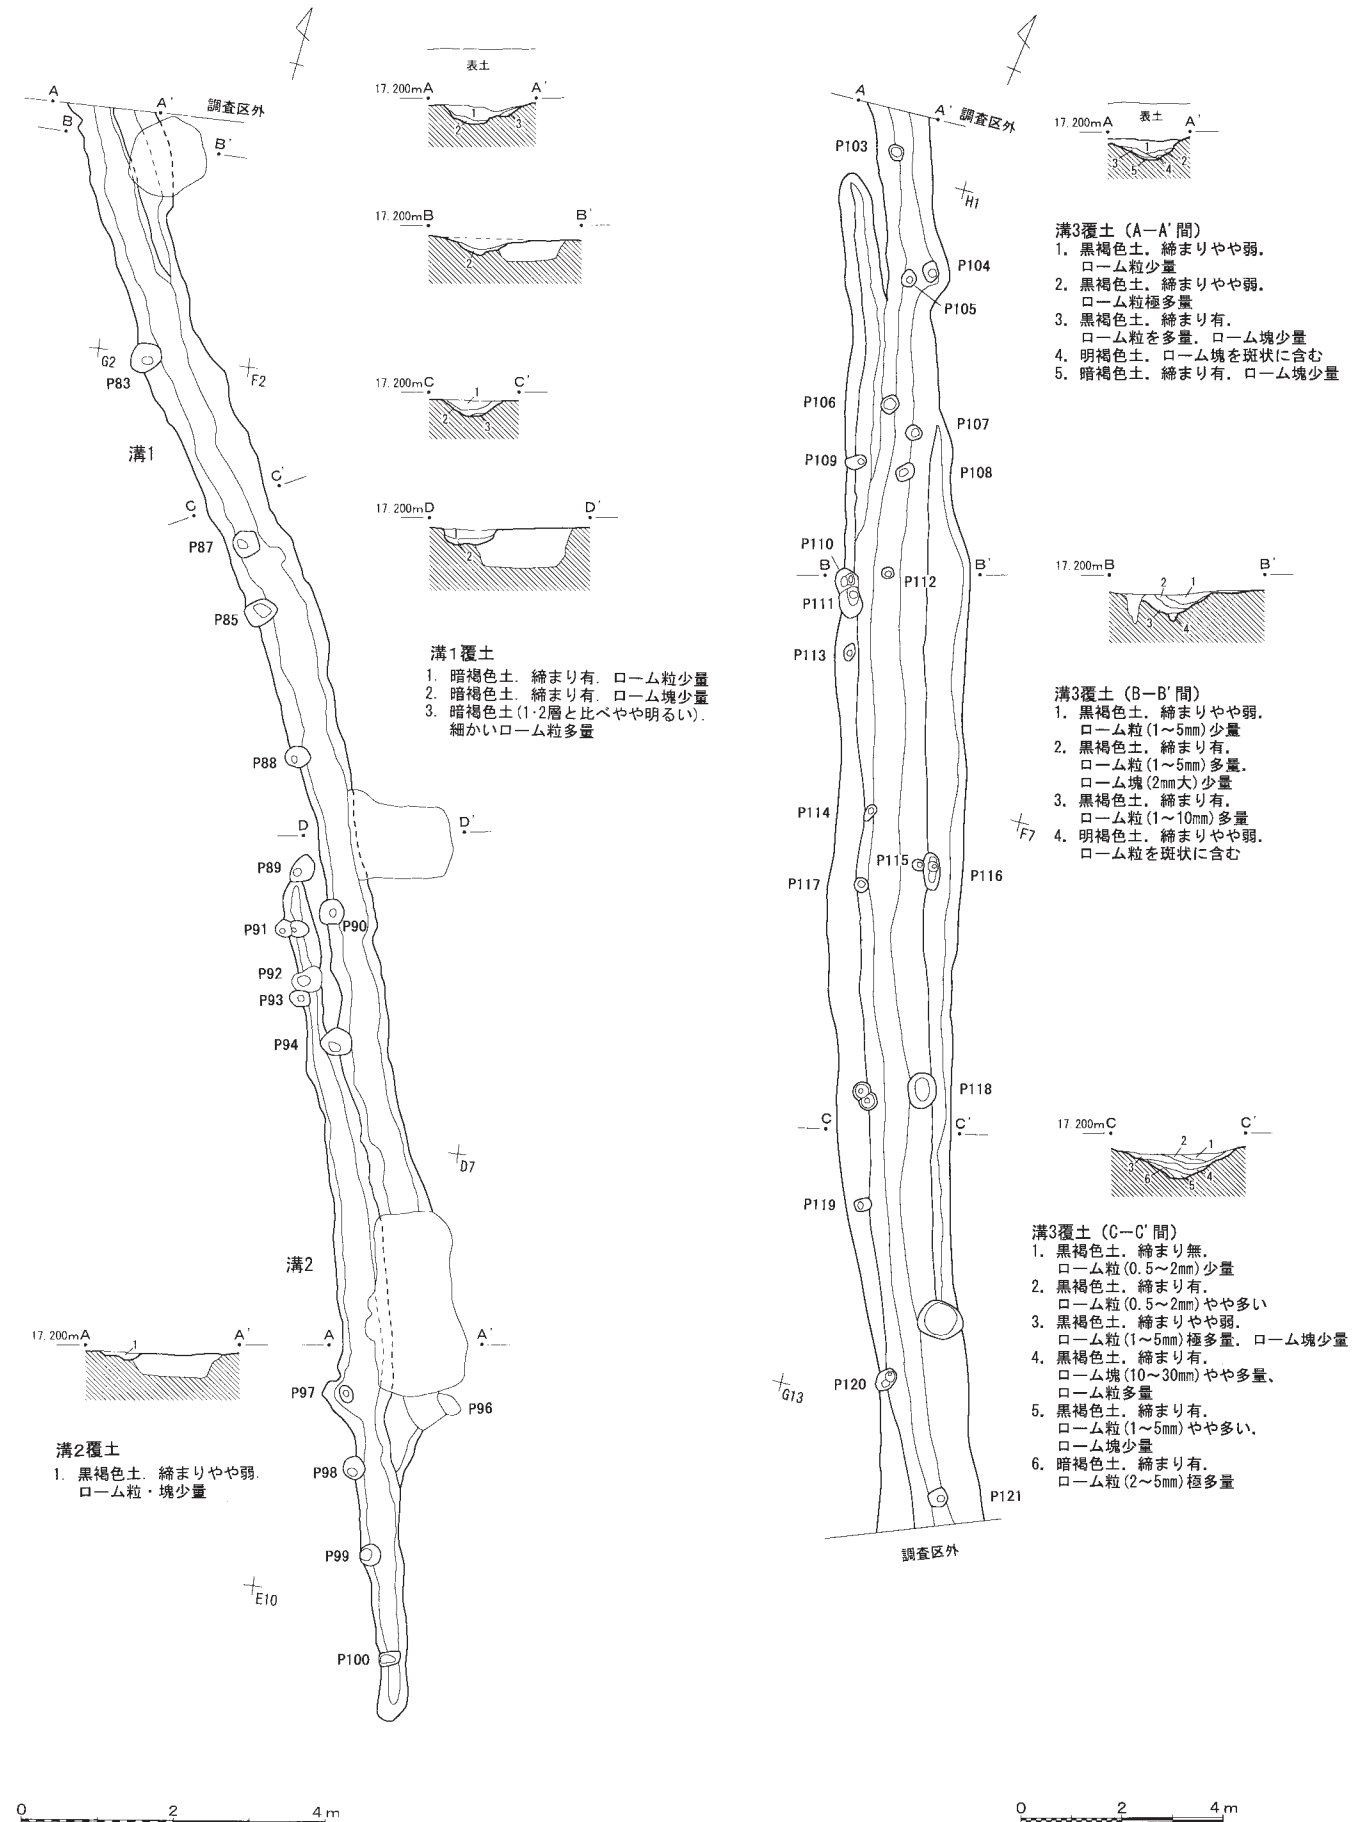 A
A'
調査区外
B
B'
G2
P83
F2
溝1
C
C'
P87
P85
P88
D
D'
P89
P90
P91
P92
P93
P94
D7
溝2
A
A'
P97
P96
P98
P99
E10
P100
表土
17.200mA
A'
1
2
3
17.200mB
B'
2
17.200mC
C'
1
2
3
17.200mD
D'
1
2
溝1覆土
1. 暗褐色土. 締まり有. ローム粒少量
2. 暗褐色土. 締まり有. ローム塊少量
3. 暗褐色土(1・2層と比べやや明るい).
細かいローム粒多量
17.200mA
A'
1
溝2覆土
1. 黒褐色土. 締まりやや弱.
ローム粒・塊少量
0 2 4m
A
A'
調査区外
P103
H1
P104
P105
P106
P107
P109
P108
P110
B
B'
P112
P111
P113
P114
F7
P115
P116
P117
P118
C
C'
P119
G13
P120
P121
調査区外
表土
17.200mA
A'
1
3
5
4
2
溝3覆土 (A−A'間)
1. 黒褐色土. 締まりやや弱.
ローム粒少量
2. 黒褐色土. 締まりやや弱.
ローム粒極多量
3. 黒褐色土. 締まり有.
ローム粒を多量. ローム塊少量
4. 明褐色土. ローム塊を斑状に含む
5. 暗褐色土. 締まり有. ローム塊少量
17.200mB
B'
2
1
3
4
溝3覆土 (B−B'間)
1. 黒褐色土. 締まりやや弱.
ローム粒(1〜5mm)少量
2. 黒褐色土. 締まり有.
ローム粒(1〜5mm)多量.
ローム塊(2mm大)少量
3. 黒褐色土. 締まり有.
ローム粒(1〜10mm)多量
4. 明褐色土. 締まりやや弱.
ローム粒を斑状に含む
17.200mC
C'
2
1
3
6
5
4
溝3覆土 (C−C'間)
1. 黒褐色土. 締まり無.
ローム粒(0.5〜2mm)少量
2. 黒褐色土. 締まり有.
ローム粒(0.5〜2mm)やや多い
3. 黒褐色土. 締まりやや弱.
ローム粒(1〜5mm)極多量. ローム塊少量
4. 黒褐色土. 締まり有.
ローム塊(10〜30mm)やや多量、
ローム粒多量
5. 黒褐色土. 締まり有.
ローム粒(1〜5mm)やや多い.
ローム塊少量
6. 暗褐色土. 締まり有.
ローム粒(2〜5mm)極多量
0 2 4m